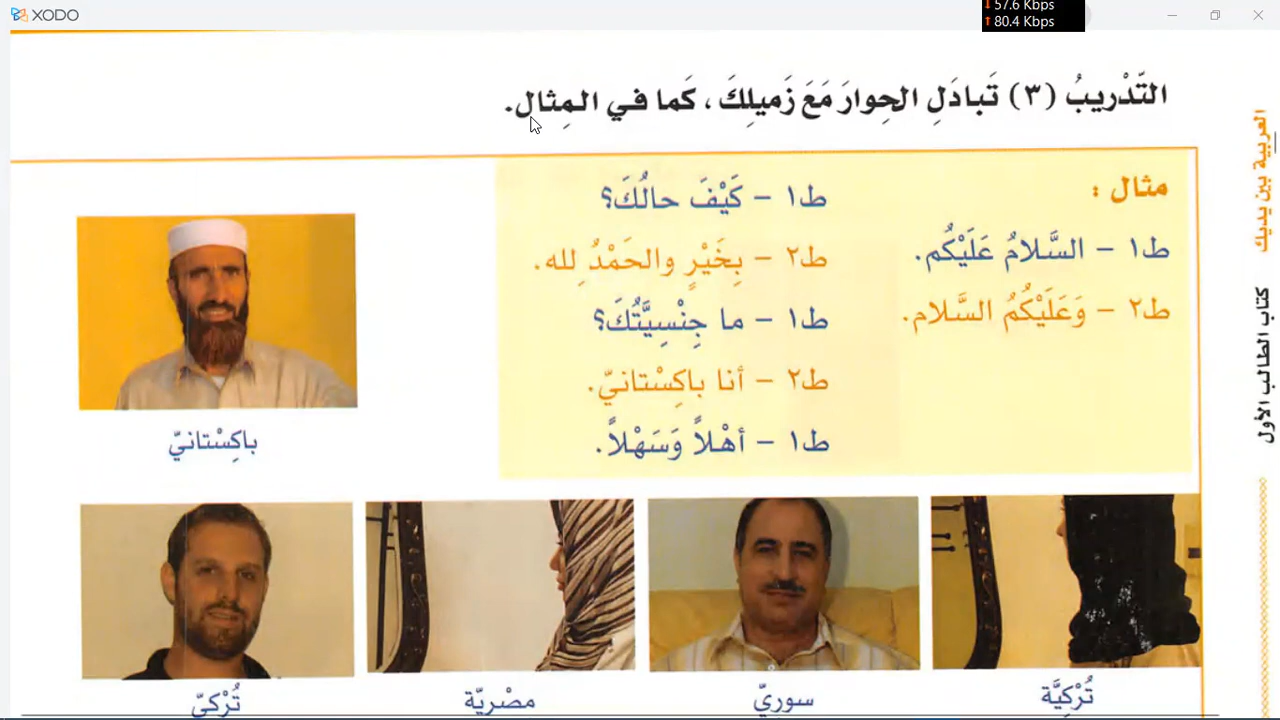 XODO
57.6 Kbps
80.4 Kbps
التَّدْريبُ (٣) تَبادَلِ الحِوارَ مَعَ زَميلِكَ ، كَما في المِثال.
مثال :
ط١ – السَّلامُ عَلَيْكُم.
ط٢ – وَعَلَيْكُمُ السَّلام.
ط١ – كَيْفَ حالُكَ؟
ط٢ – بِخَيْرٍ والحَمْدُ لِلّه.
ط١ – ما جِنْسِيَّتُكَ؟
ط٢ – أنا باكِسْتانيّ.
ط١ – أهْلاً وَسَهْلاً.
باكِسْتانيّ
تُرْكِيَّة
سوريّ
مصْريّة
تُرْكيّ
العربية بين يديك
كتاب الطالب الأول